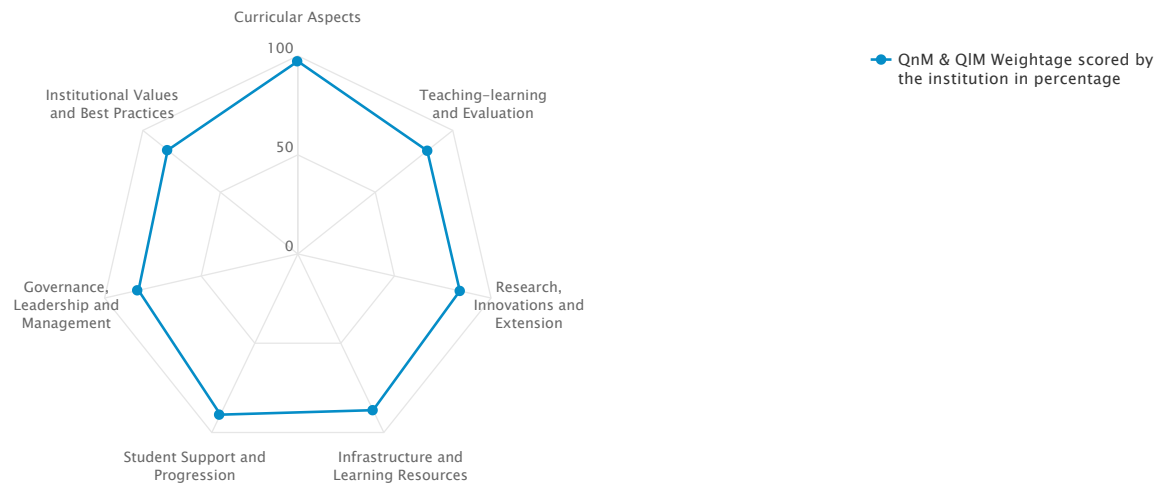 Curricular Aspects
100
50
0
Teaching-learning
and Evaluation
Research,
Innovations and
Extension
Infrastructure and
Learning Resources
Student Support and
Progression
Governance,
Leadership and
Management
Institutional Values
and Best Practices
QnM & QlM Weightage scored by
the institution in percentage